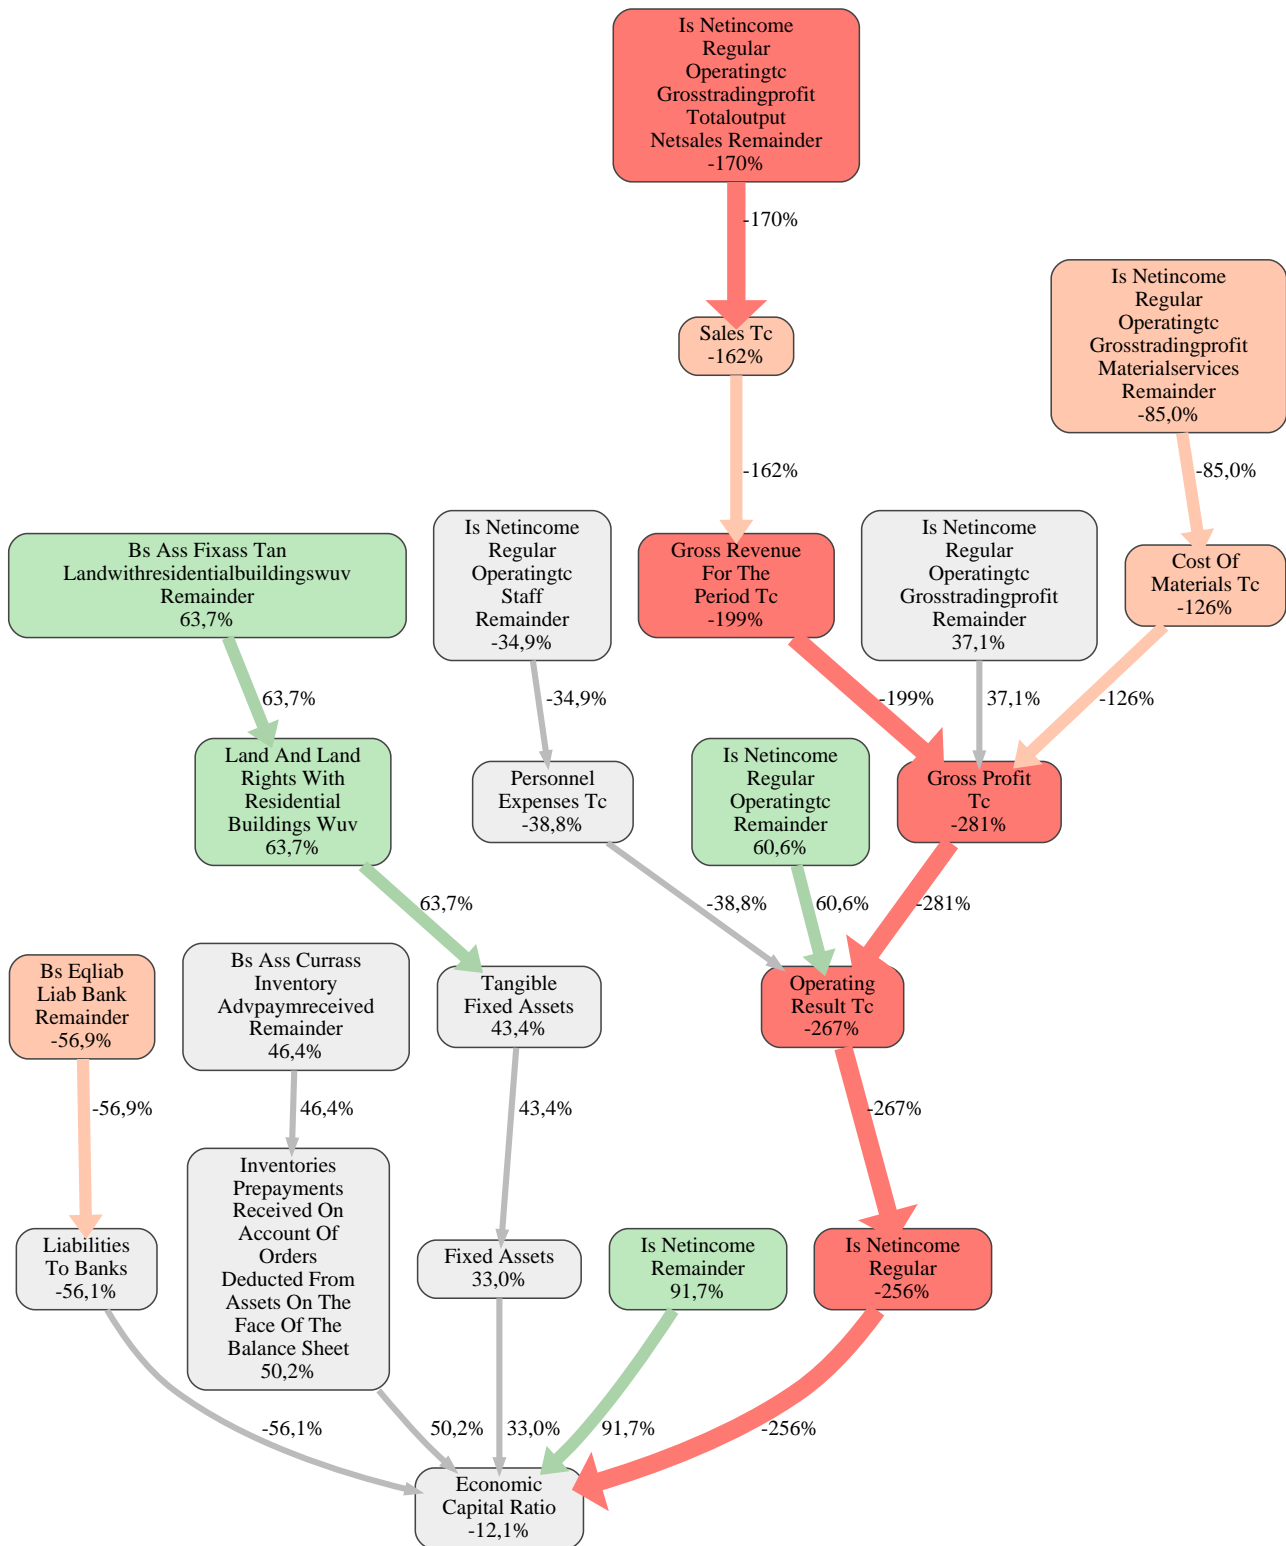 Is Netincome
Regular
Operatingtc
Grosstradingprofit
Totaloutput
Netsales Remainder
-170%
-170%
Sales Tc
-162%
Is Netincome
Regular
Operatingtc
Grosstradingprofit
Materialservices
Remainder
-85,0%
-162%
-85,0%
Bs Ass Fixass Tan
Landwithresidentialbuildingswuv
Remainder
63,7%
Is Netincome
Regular
Operatingtc
Staff
Remainder
-34,9%
Gross Revenue
For The
Period Tc
-199%
Is Netincome
Regular
Operatingtc
Grosstradingprofit
Remainder
37,1%
Cost Of
Materials Tc
-126%
63,7%
-34,9%
-199%
37,1%
-126%
Land And Land
Rights With
Residential
Buildings Wuv
63,7%
Personnel
Expenses Tc
-38,8%
Is Netincome
Regular
Operatingtc
Remainder
60,6%
Gross Profit
Tc
-281%
63,7%
-38,8%
60,6%
-281%
Bs Eqliab
Liab Bank
Remainder
-56,9%
Bs Ass Currass
Inventory
Advpaymreceived
Remainder
46,4%
Tangible
Fixed Assets
43,4%
Operating
Result Tc
-267%
-56,9%
46,4%
43,4%
-267%
Liabilities
To Banks
-56,1%
Inventories
Prepayments
Received On
Account Of
Orders
Deducted From
Assets On The
Face Of The
Balance Sheet
50,2%
Fixed Assets
33,0%
Is Netincome
Remainder
91,7%
Is Netincome
Regular
-256%
-56,1%
50,2%
33,0%
91,7%
-256%
Economic
Capital Ratio
-12,1%